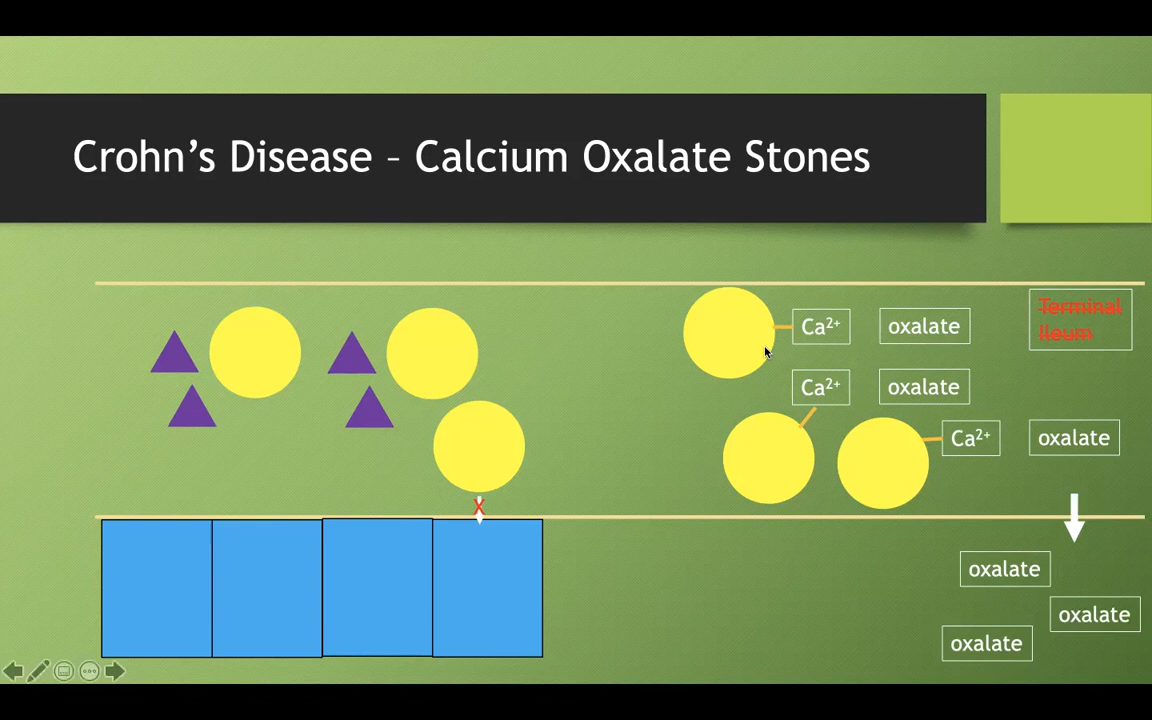 Crohn’s Disease – Calcium Oxalate Stones
Terminal
Ileum
Ca²⁺
oxalate
Ca²⁺
oxalate
Ca²⁺
oxalate
X
oxalate
oxalate
oxalate